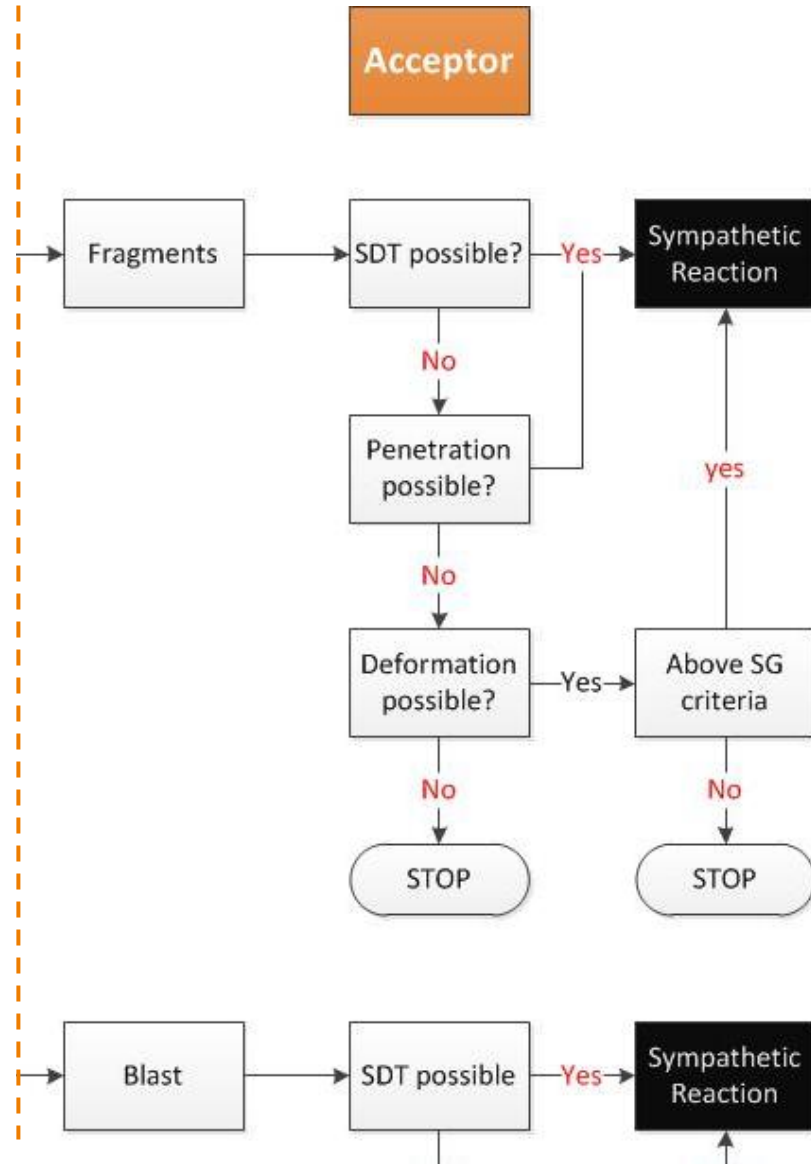 Acceptor
Fragments
SDT possible?
Yes
Sympathetic
Reaction
No
Penetration
possible?
yes
No
Deformation
possible?
Yes
Above SG
criteria
No
No
STOP
STOP
Blast
SDT possible
Yes
Sympathetic
Reaction